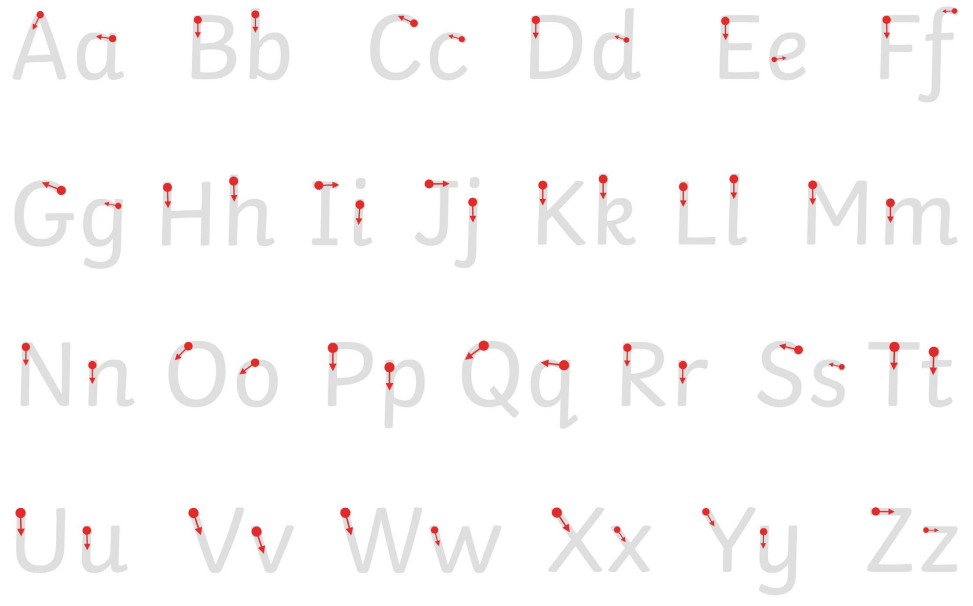 Aa Bb Cc Dd Ee Ff
Gg Hh Ii Jj Kk Ll Mm
Nn Oo Pp Qq Rr Ss Tt
Uu Vv Ww Xx Yy Zz